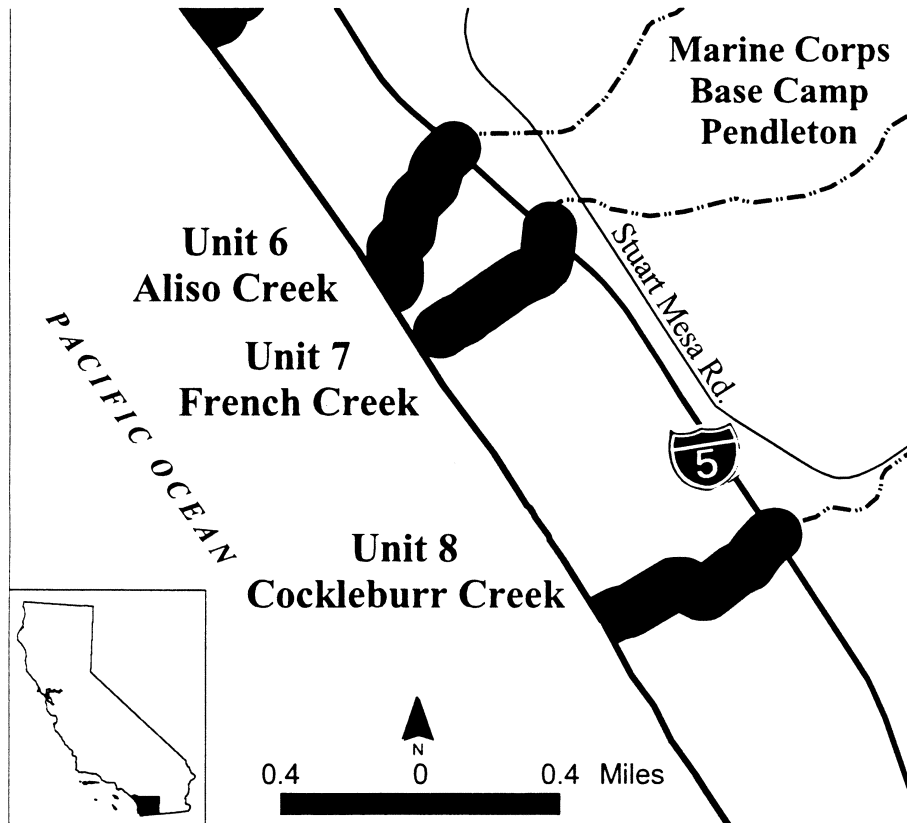 Marine Corps
Base Camp
Pendleton
Unit 6
Aliso Creek
Stuart Mesa Rd.
Unit 7
French Creek
PACIFIC OCEAN
5
Unit 8
Cockleburr Creek
N
0.4 0 0.4 Miles